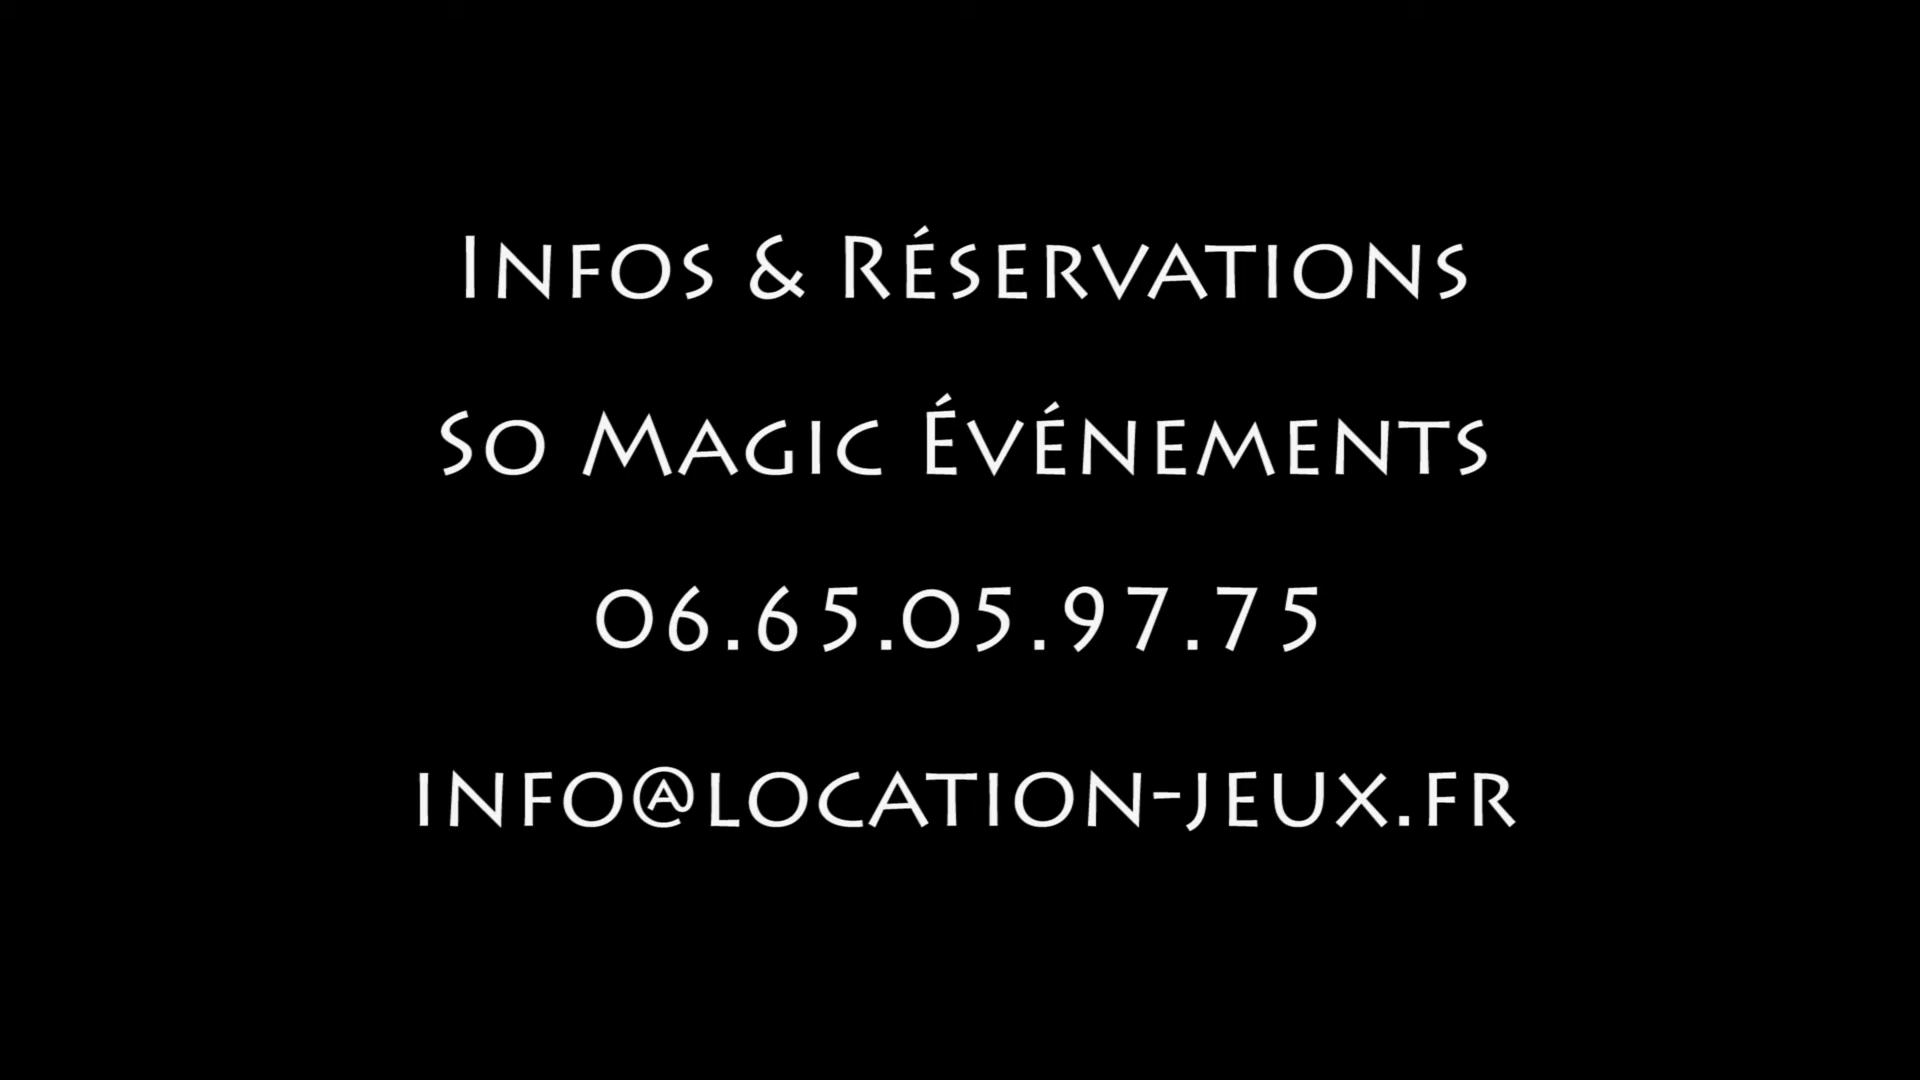 Infos & Réservations
So Magic Événements
06.65.05.97.75
info@location-jeux.fr